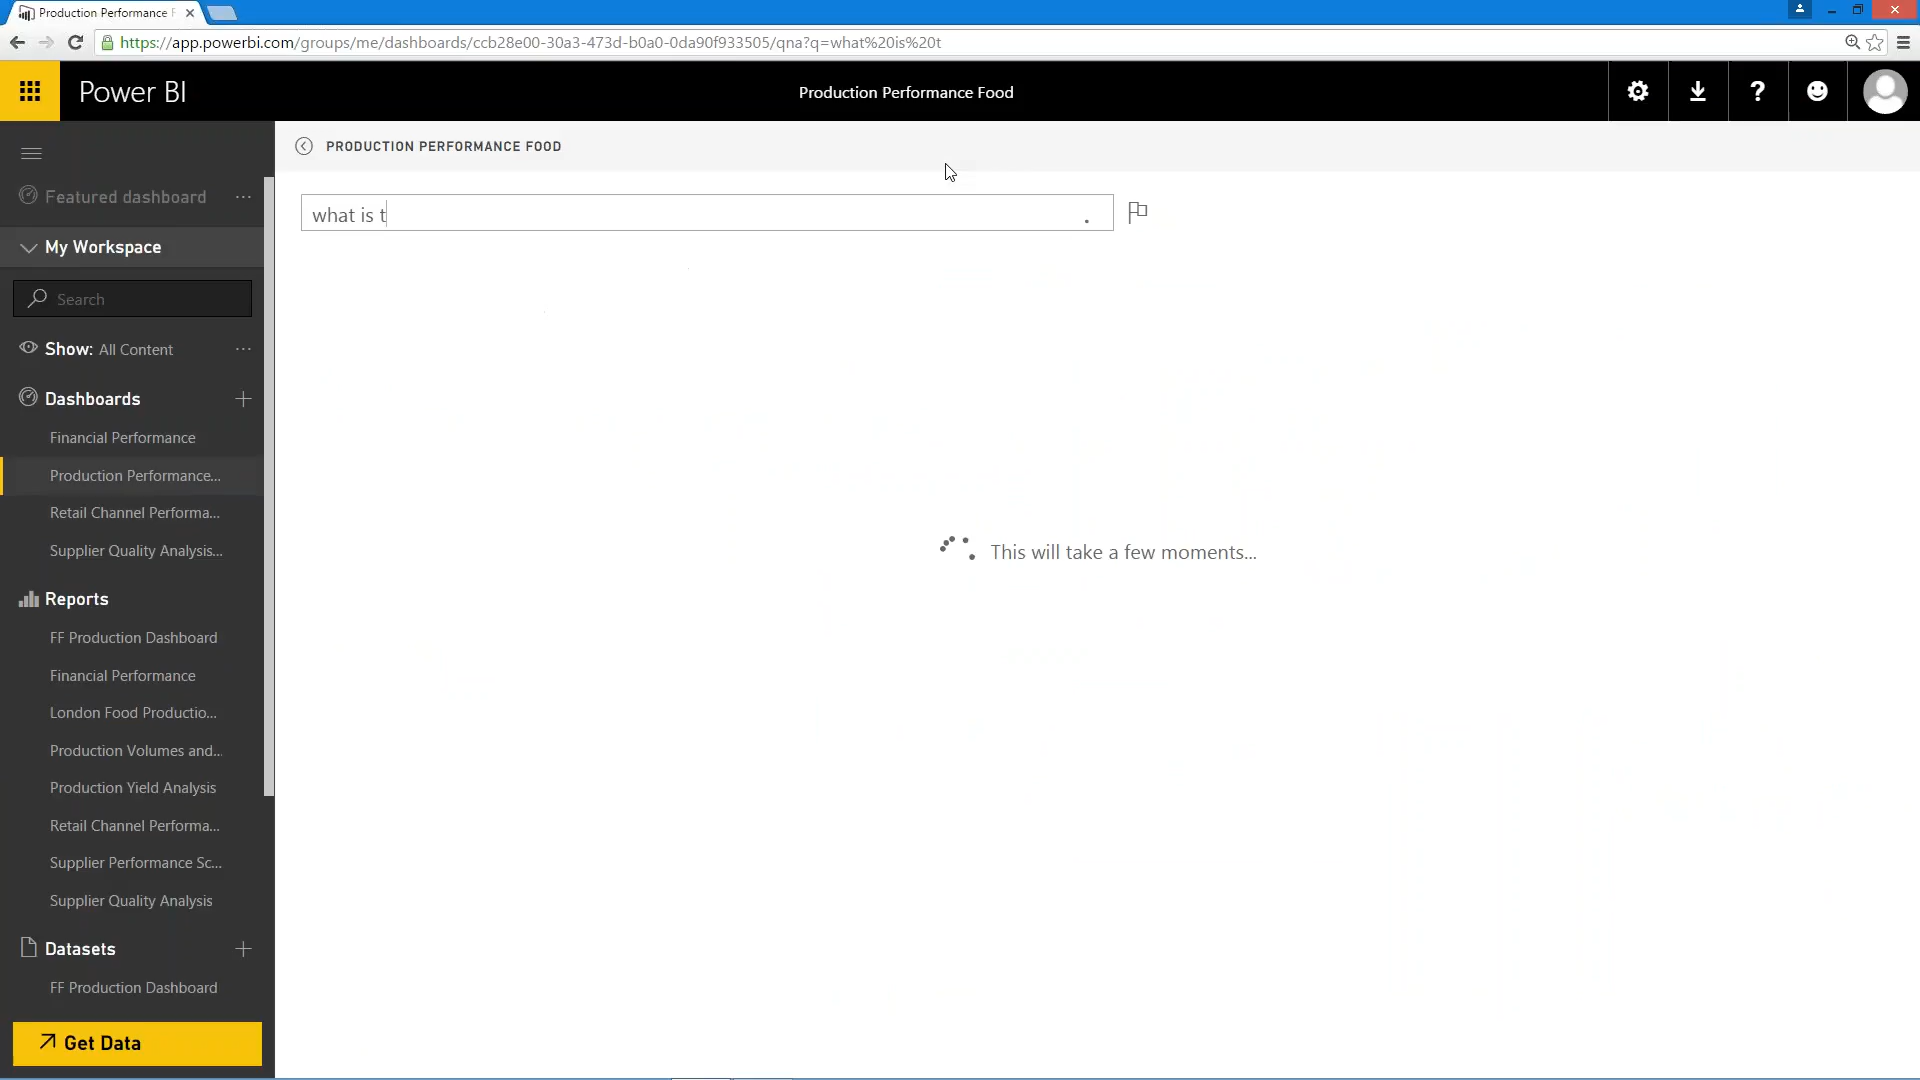 Production Performance F
https://app.powerbi.com/groups/me/dashboards/ccb28e00-30a3-473d-b0a0-0da90f933505/qna?q=what%20is%20t
Power BI
Production Performance Food
?
PRODUCTION PERFORMANCE FOOD
what is t
Featured dashboard
My Workspace
Search
Show: All Content
Dashboards
Financial Performance
Production Performance...
Retail Channel Performa...
Supplier Quality Analysis...
This will take a few moments...
Reports
FF Production Dashboard
Financial Performance
London Food Productio...
Production Volumes and...
Production Yield Analysis
Retail Channel Performa...
Supplier Performance Sc...
Supplier Quality Analysis
Datasets
FF Production Dashboard
Get Data